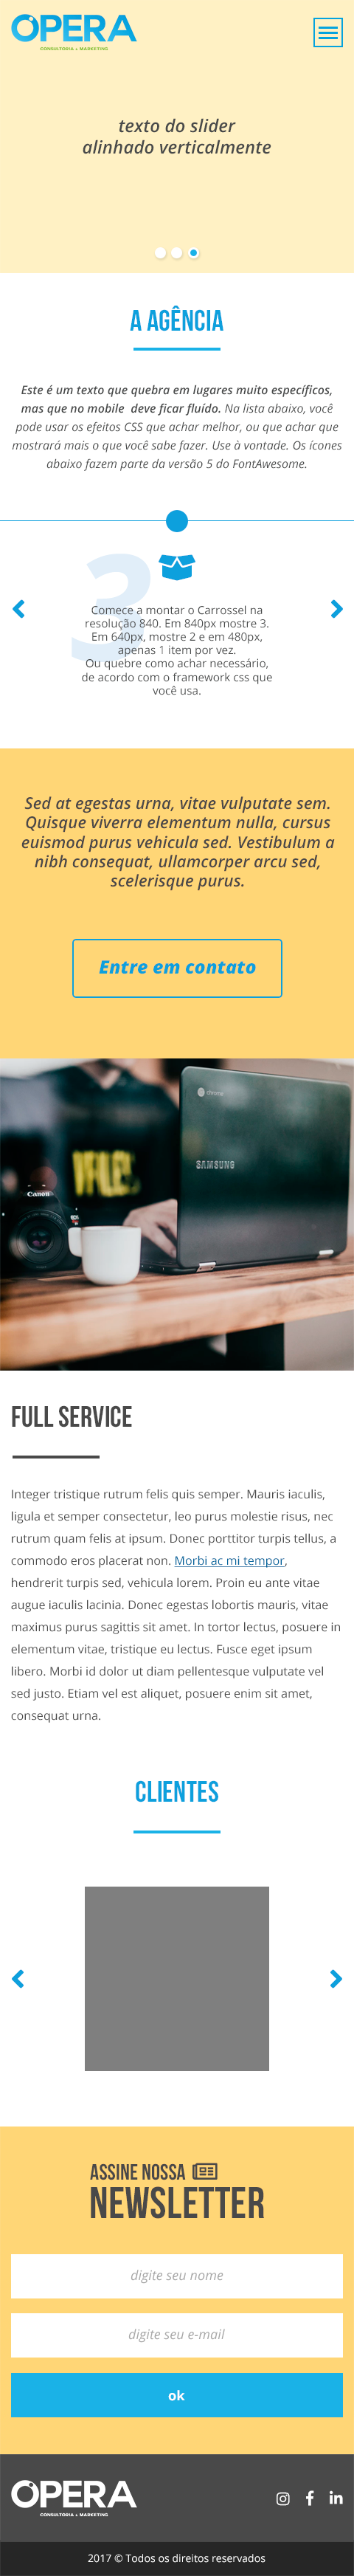 OPERA
CONSULTORIA & MARKETING
texto do slider
alinhado verticalmente
A AGÊNCIA
Este é um texto que quebra em lugares muito específicos,
mas que no mobile deve ficar fluído. Na lista abaixo, você
pode usar os efeitos CSS que achar melhor, ou que achar que
mostrará mais o que você sabe fazer. Use à vontade. Os ícones
abaixo fazem parte da versão 5 do FontAwesome.
3
Comece a montar o Carrossel na
resolução 840. Em 840px mostre 3.
Em 640px, mostre 2 e em 480px,
apenas 1 item por vez.
Ou quebre como achar necessário,
de acordo com o framework css que
você usa.
Sed at egestas urna, vitae vulputate sem.
Quisque viverra elementum nulla, cursus
euismod purus vehicula sed. Vestibulum a
nibh consequat, ullamcorper arcu sed,
scelerisque purus.
Entre em contato
chrome
SAMSUNG
Canon
FULL SERVICE
Integer tristique rutrum felis quis semper. Mauris iaculis,
ligula et semper consectetur, leo purus molestie risus, nec
rutrum quam felis at ipsum. Donec porttitor turpis tellus, a
commodo eros placerat non. Morbi ac mi tempor,
hendrerit turpis sed, vehicula lorem. Proin eu ante vitae
augue iaculis lacinia. Donec egestas lobortis mauris, vitae
maximus purus sagittis sit amet. In tortor lectus, posuere in
elementum vitae, tristique eu lectus. Fusce eget ipsum
libero. Morbi id dolor ut diam pellentesque vulputate vel
sed justo. Etiam vel est aliquet, posuere enim sit amet,
consequat urna.
CLIENTES
ASSINE NOSSA
NEWSLETTER
digite seu nome
digite seu e-mail
ok
OPERA
CONSULTORIA & MARKETING
2017 © Todos os direitos reservados